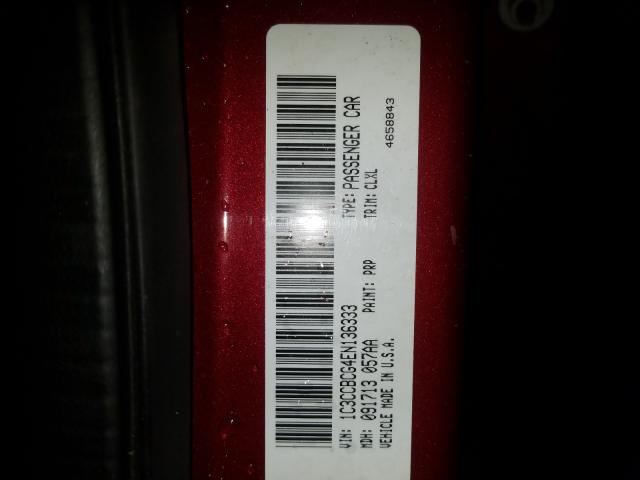 VIN: 1C3CCBCG4EN136333 TYPE: PASSENGER CAR
MDH: 091713 057AA PAINT: PRP TRIM: CLXL
VEHICLE MADE IN U.S.A. 4658843